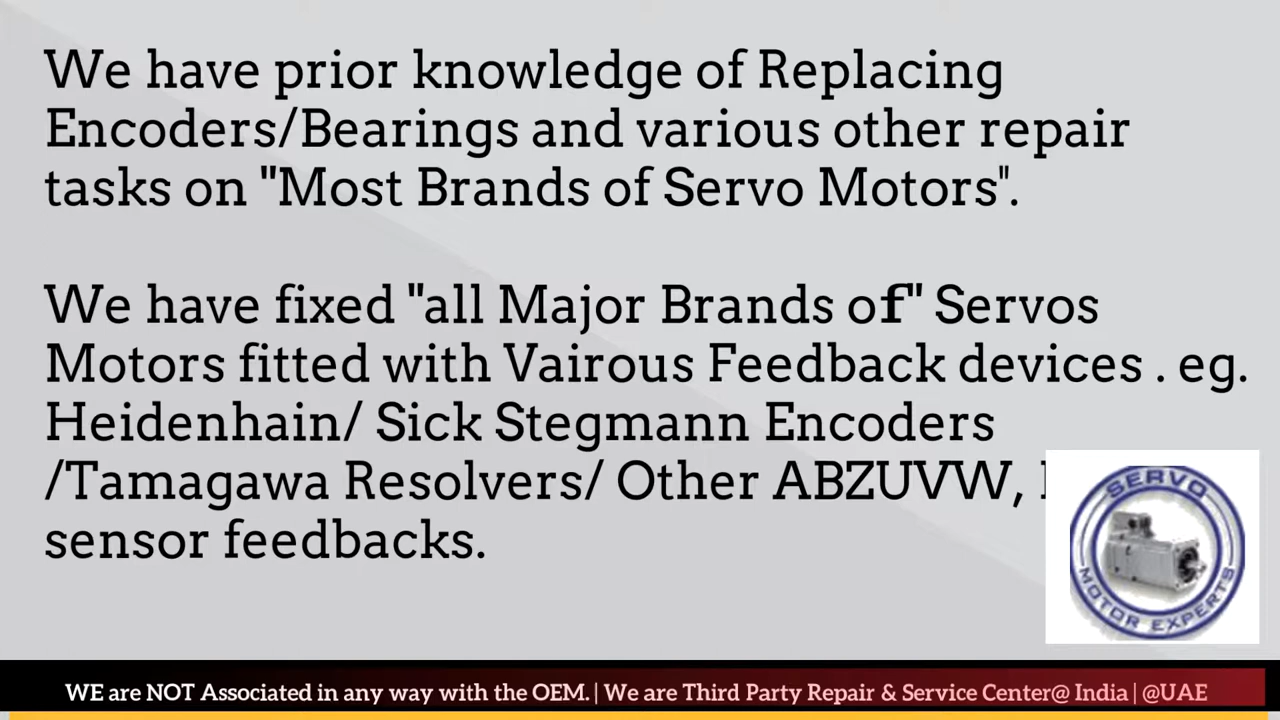 We have prior knowledge of Replacing
Encoders/Bearings and various other repair
tasks on "Most Brands of Servo Motors".
We have fixed "all Major Brands of" Servos
Motors fitted with Vairous Feedback devices . eg.
Heidenhain/ Sick Stegmann Encoders
/Tamagawa Resolvers/ Other ABZUVW,
sensor feedbacks.
SERVO
MOTOR EXPERTS
WE are NOT Associated in any way with the OEM. | We are Third Party Repair & Service Center@ India | @UAE